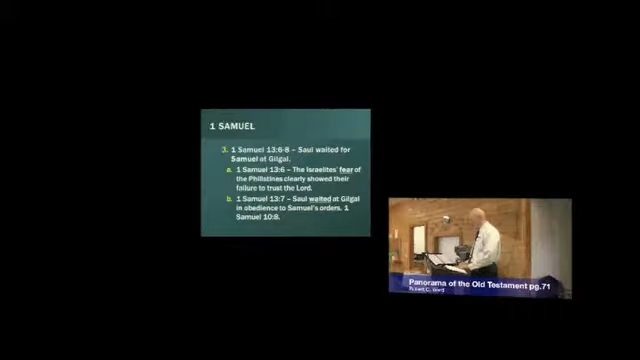 1 SAMUEL
3. 1 Samuel 13:6-8 – Saul waited for
Samuel at Gilgal.
a. 1 Samuel 13:6 – The Israelites' fear of
the Philistines clearly showed their
failure to trust the Lord.
b. 1 Samuel 13:7 – Saul waited at Gilgal
in obedience to Samuel's orders. 1
Samuel 10:8.
Panorama of the Old Testament pg.71
Robert C. Ward